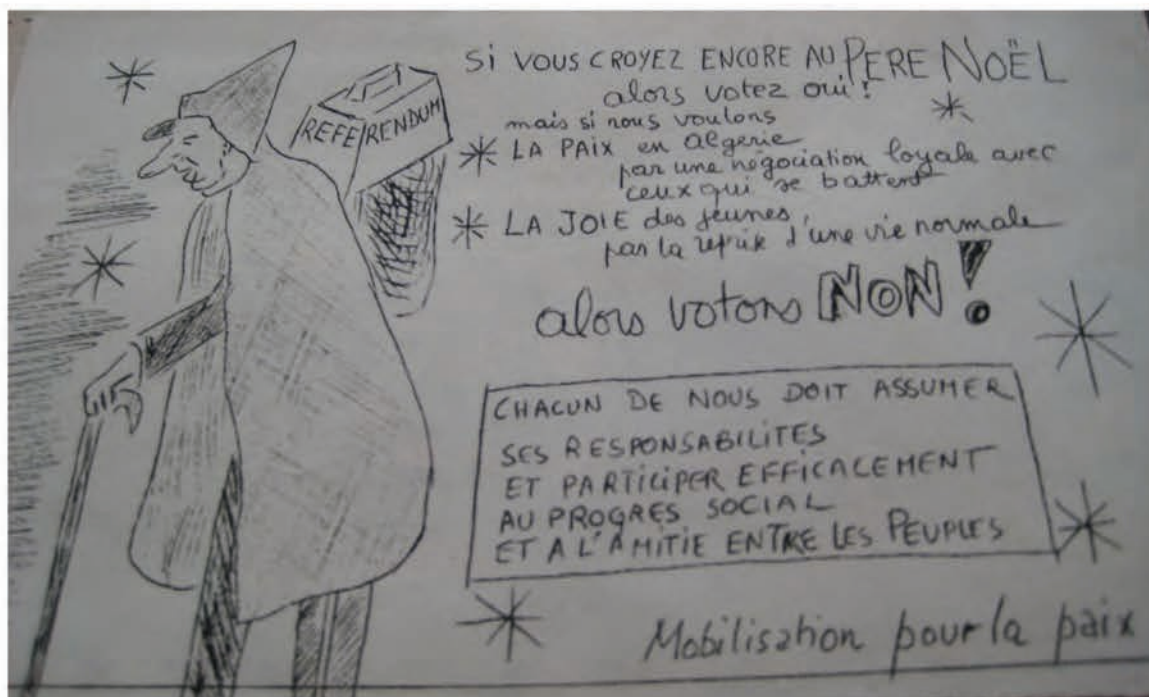 REFERENDUM
SI VOUS CROYEZ ENCORE AU PERE NOËL
alors votez oui !
mais si nous voulons
LA PAIX en Algerie
par une négociation loyale avec
ceux qui se battent
LA JOIE des jeunes,
par la reprise d'une vie normale
alors votons NON !
CHACUN DE NOUS DOIT ASSUMER
SES RESPONSABILITES
ET PARTICIPER EFFICACEMENT
AU PROGRES SOCIAL
ET A L'AMITIE ENTRE LES PEUPLES
Mobilisation pour la paix